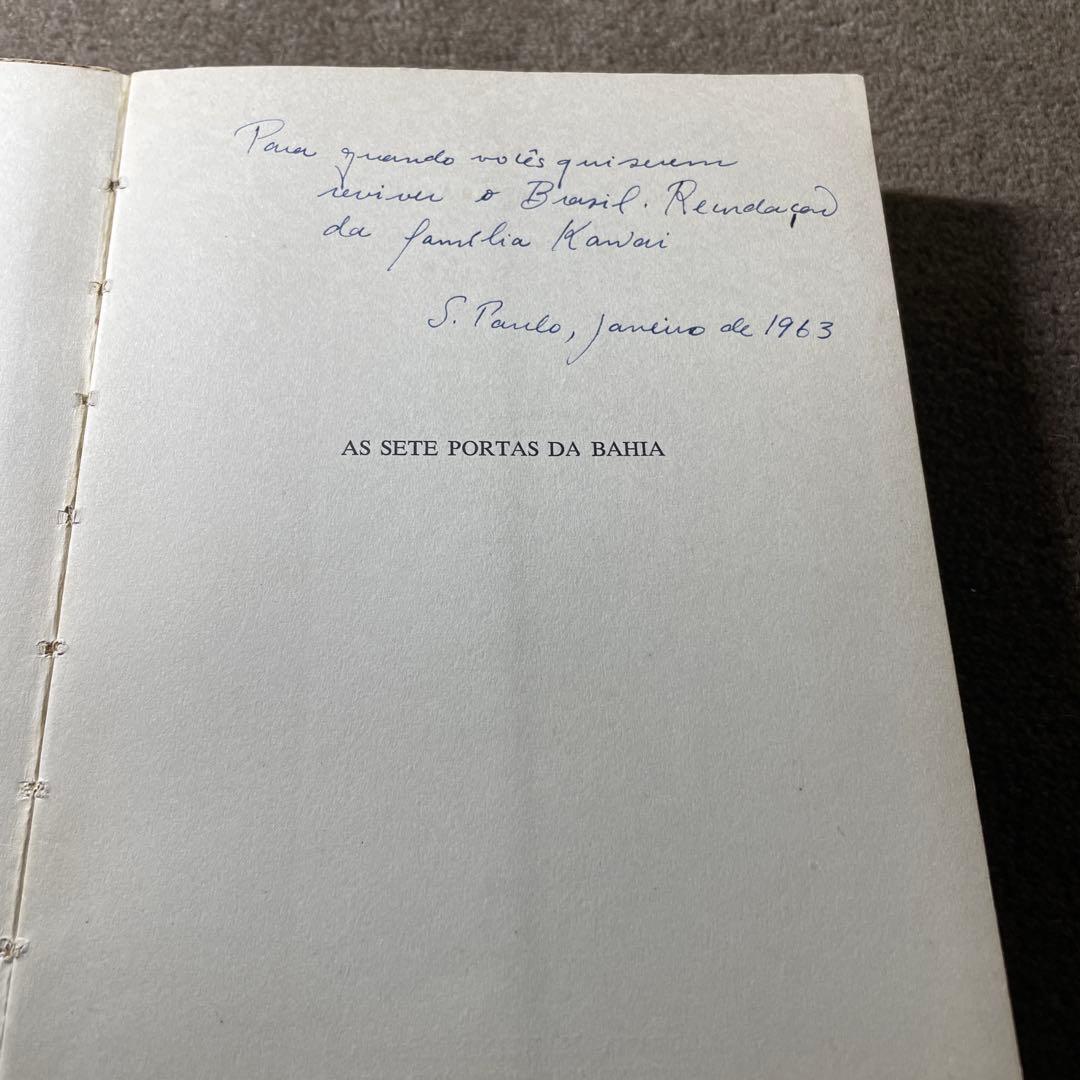 Para quando vocês quiserem
reviver o Brasil. Recordação
da família Kawai
S. Paulo, janeiro de 1963
AS SETE PORTAS DA BAHIA